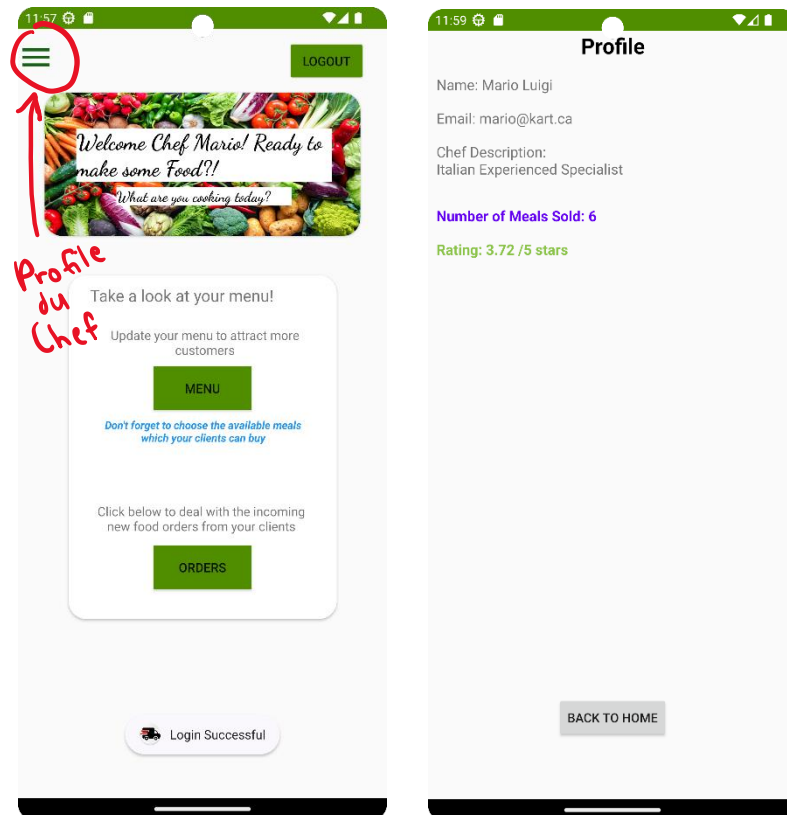 11:57
LOGOUT
Welcome Chef Mario! Ready to
make some Food?!
What are you cooking today?
Profile
du
Chef
Take a look at your menu!
Update your menu to attract more
customers
MENU
Don't forget to choose the available meals
which your clients can buy
Click below to deal with the incoming
new food orders from your clients
ORDERS
Login Successful
11:59
Profile
Name: Mario Luigi
Email: mario@kart.ca
Chef Description:
Italian Experienced Specialist
Number of Meals Sold: 6
Rating: 3.72 /5 stars
BACK TO HOME